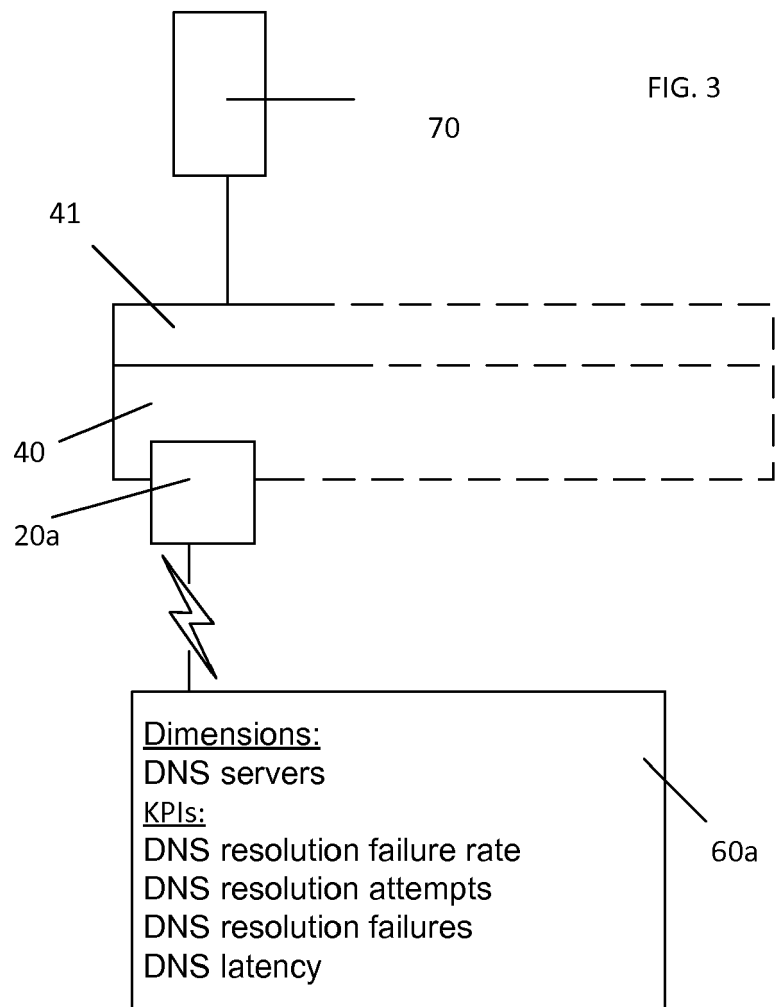 FIG. 3
70
41
40
20a
Dimensions:
DNS servers
KPIs:
DNS resolution failure rate
DNS resolution attempts
DNS resolution failures
DNS latency
60a